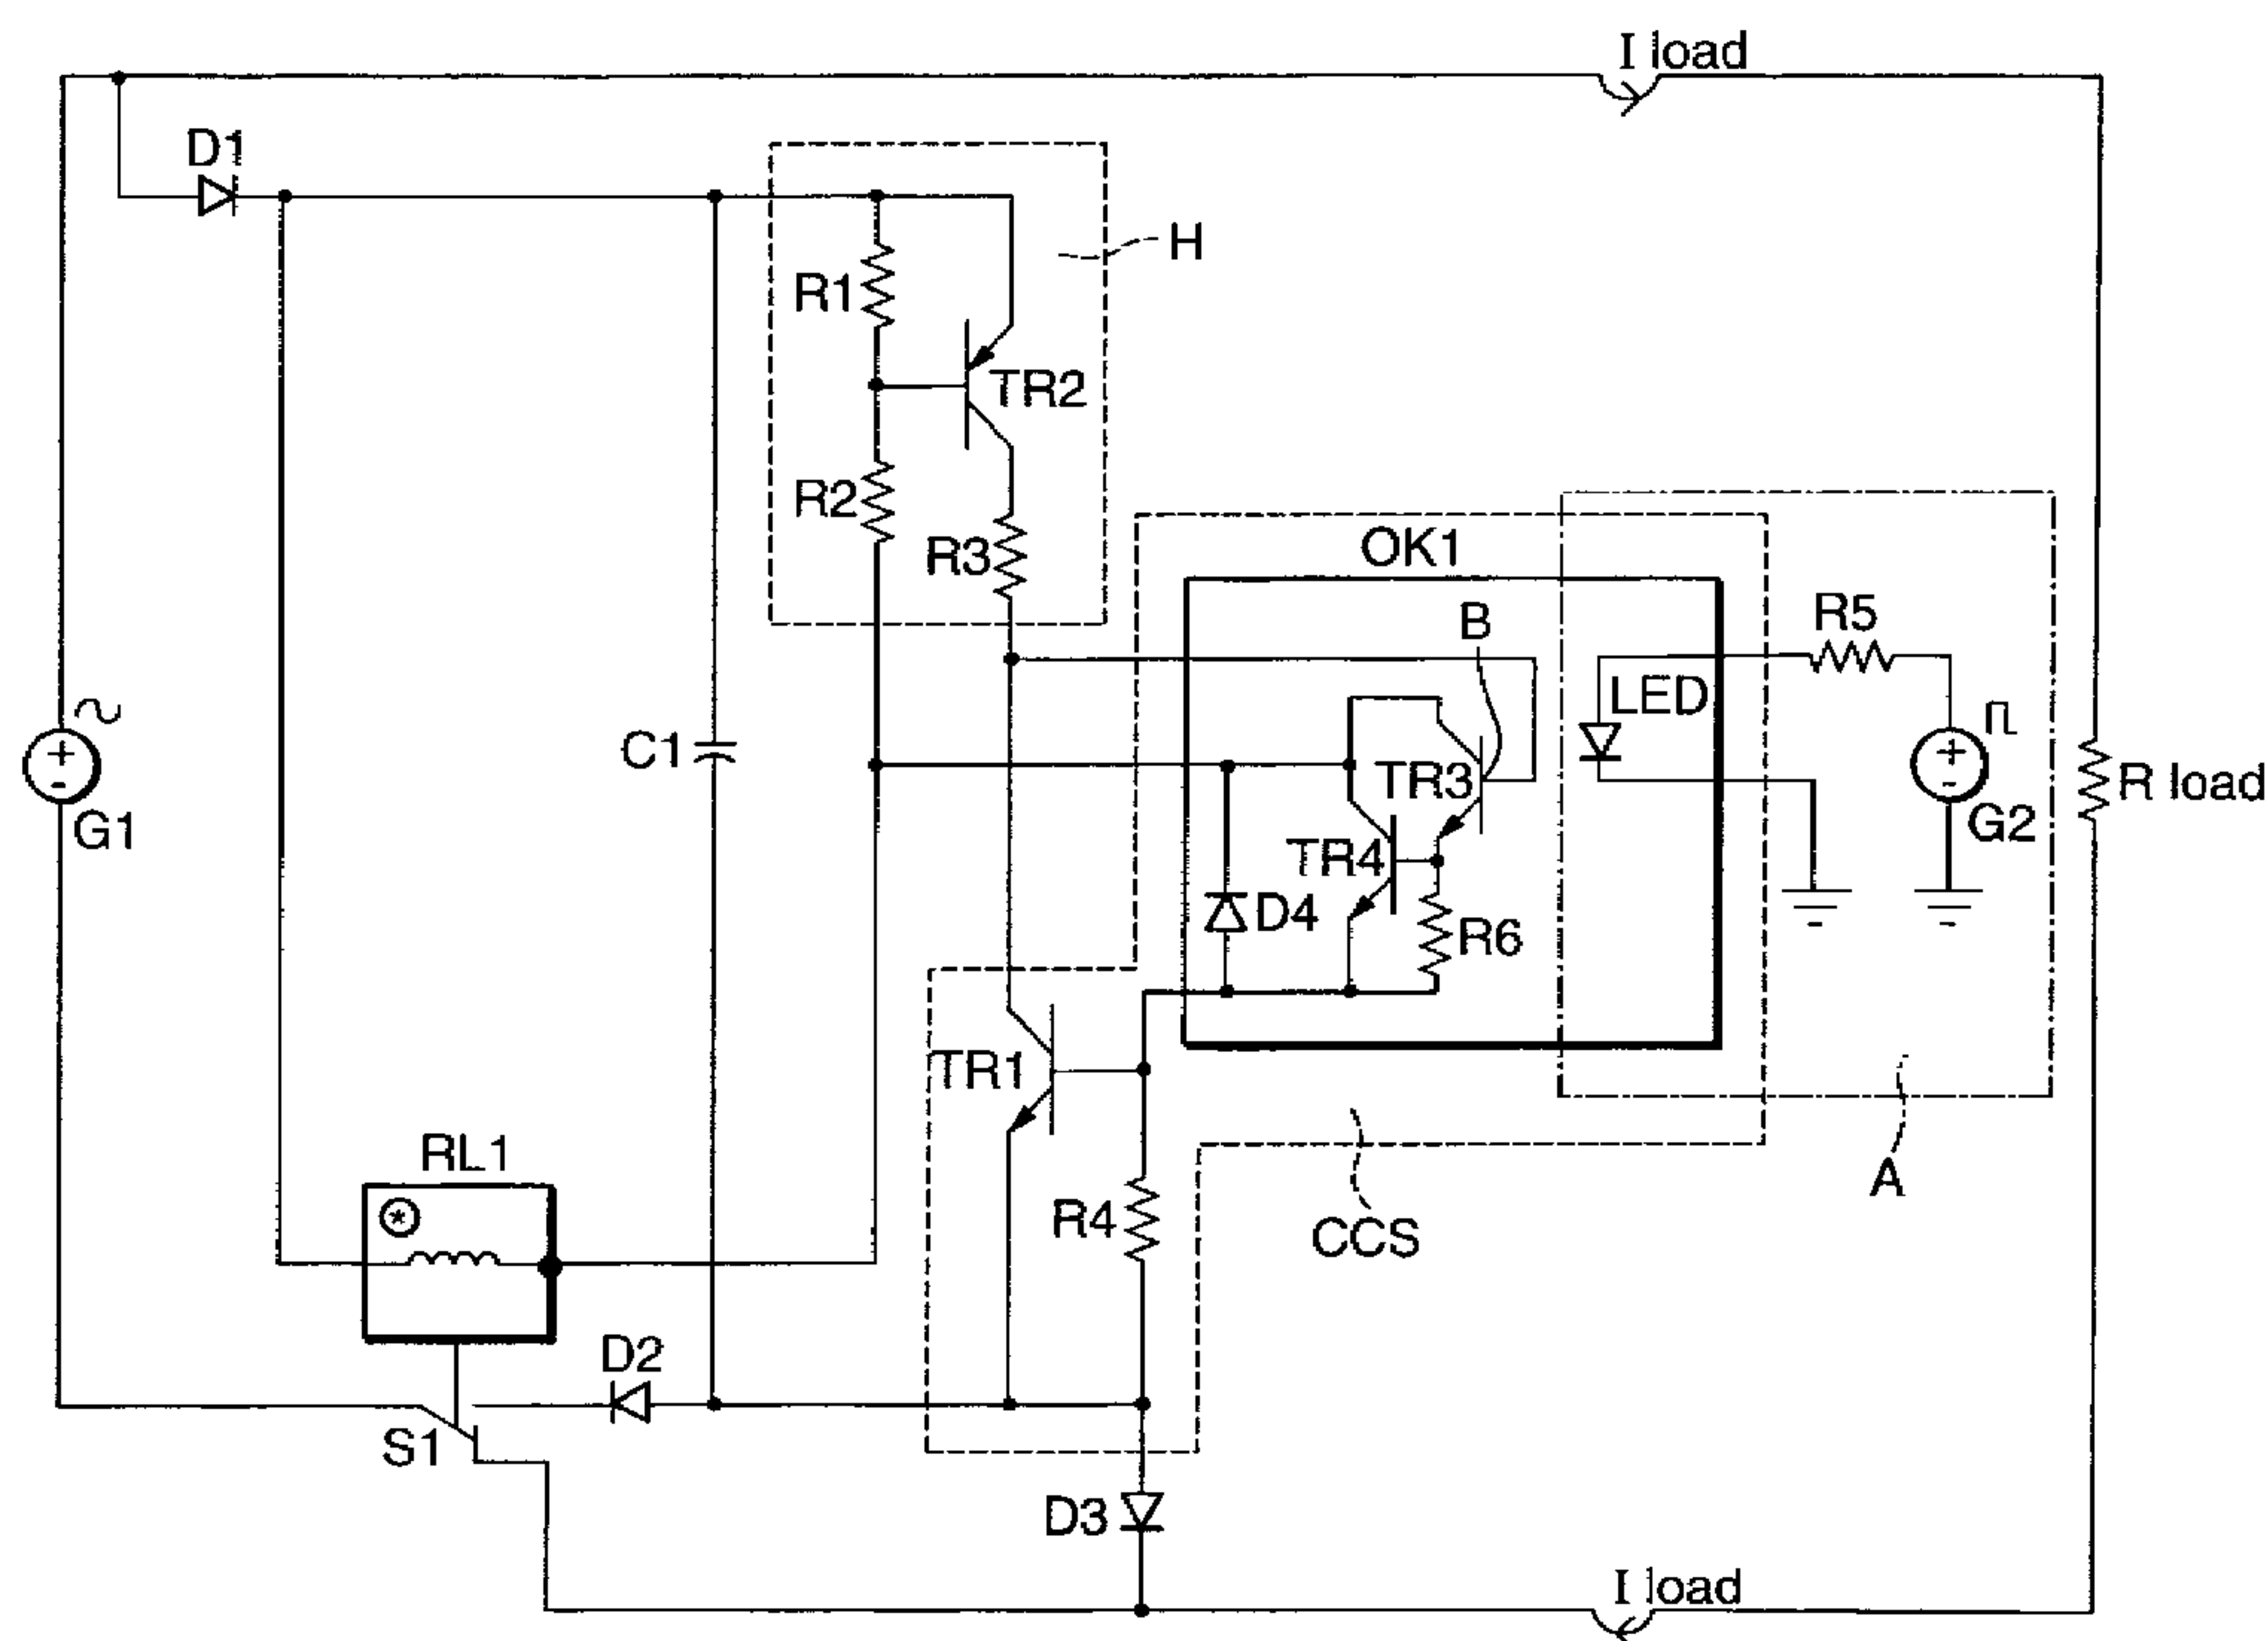 I load
D1
H
R1
TR2
R2
R3
OK1
B
R5
LED
C1
TR3
R load
+
-
G1
+
-
G2
TR4
D4
R6
TR1
RL1
*
R4
A
CCS
D2
S1
D3
I load